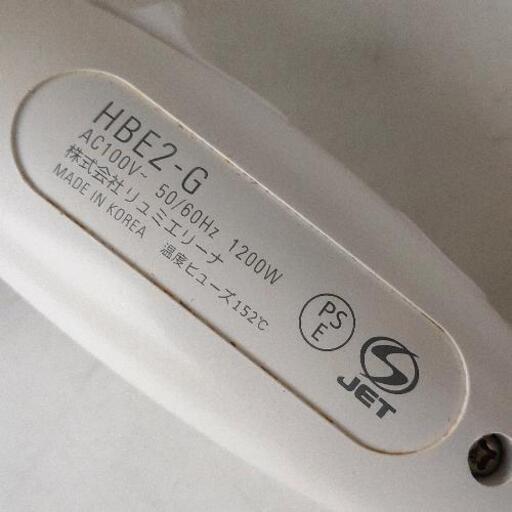 HBE2-G
AC100V~ 50/60Hz 1200W
株式会社リュミエリーナ
MADE IN KOREA 温度ヒューズ152℃
PS
E
JET